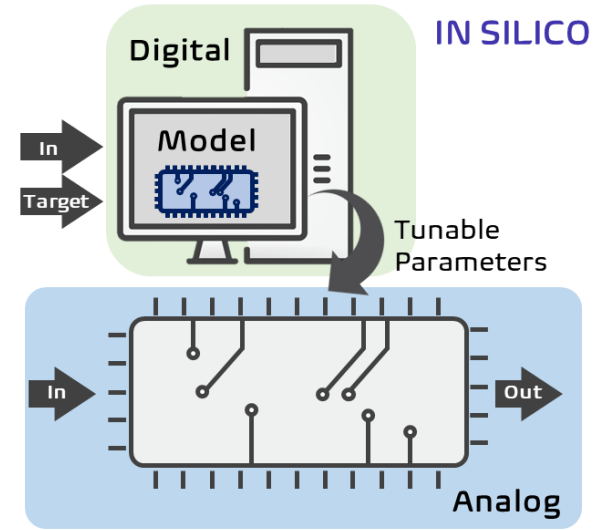 IN SILICO
Digital
Model
In
Target
Tunable
Parameters
In
Out
Analog